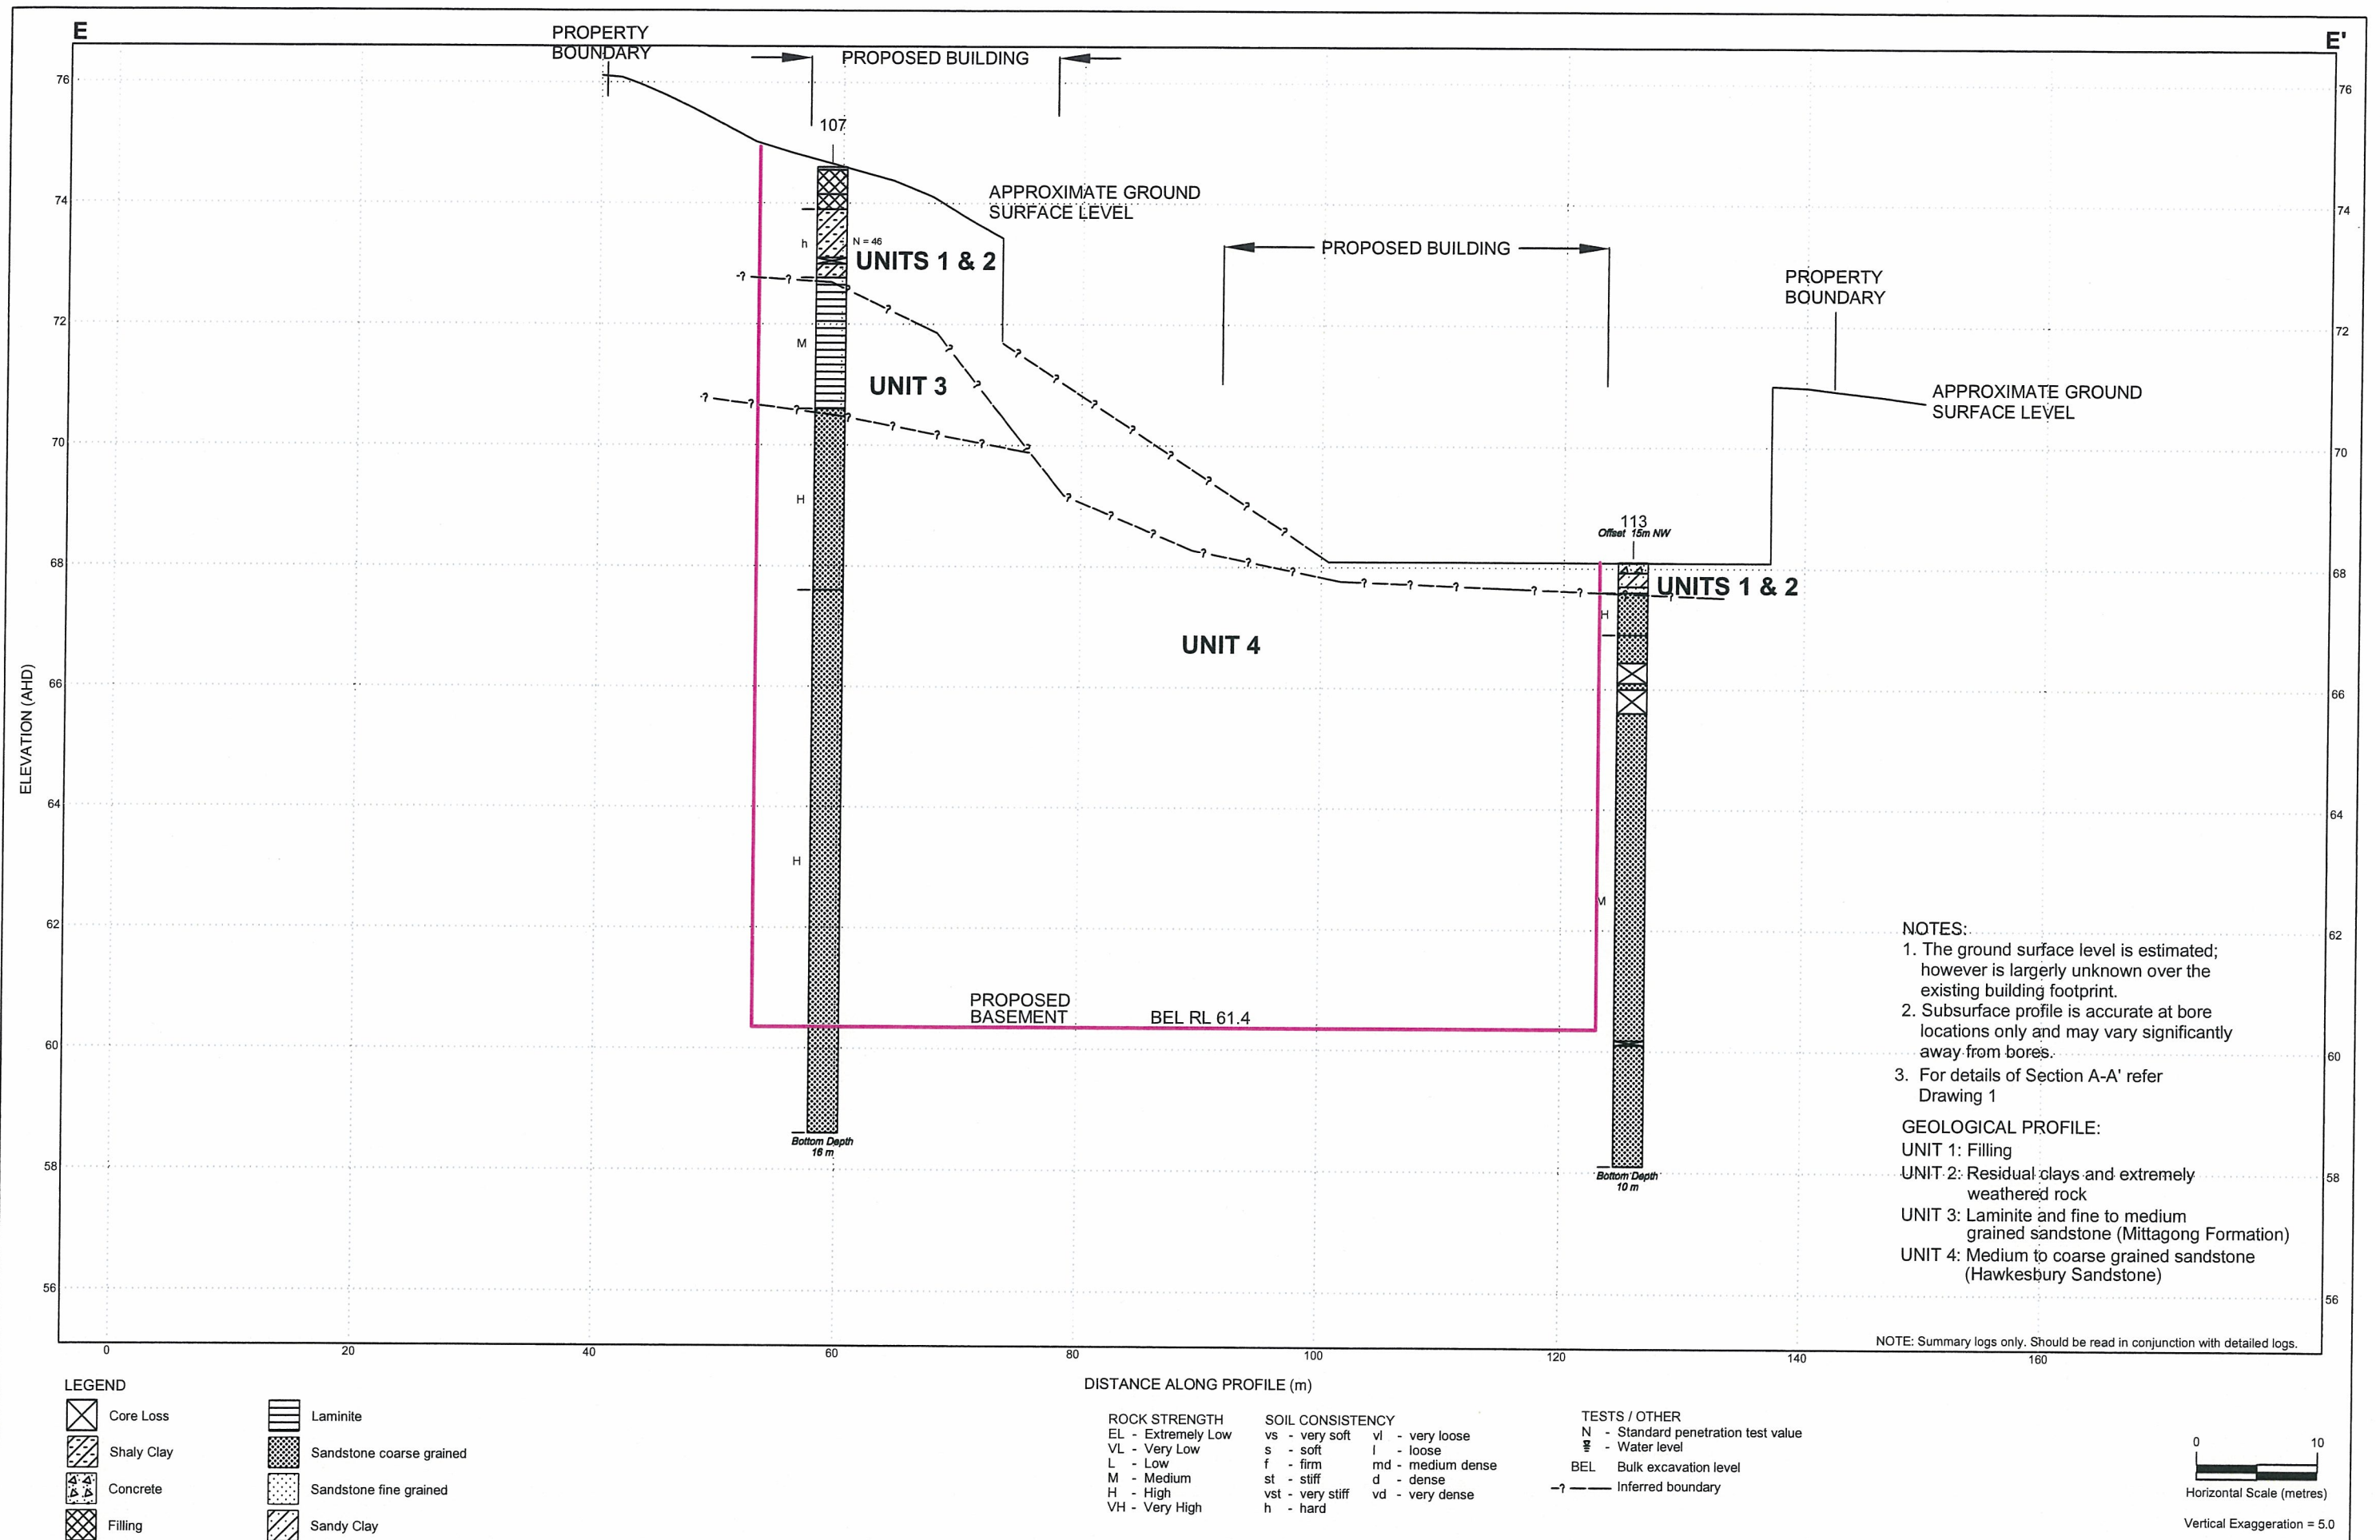 E
E'
PROPERTY
BOUNDARY
PROPOSED BUILDING
107
APPROXIMATE GROUND
SURFACE LEVEL
h
N = 46
UNITS 1 & 2
PROPOSED BUILDING
PROPERTY
BOUNDARY
M
UNIT 3
APPROXIMATE GROUND
SURFACE LEVEL
H
113
Offset 15m NW
UNITS 1 & 2
H
UNIT 4
H
M
PROPOSED
BASEMENT
BEL RL 61.4
Bottom Depth
16 m
Bottom Depth
10 m
ELEVATION (AHD)
76
74
72
70
68
66
64
62
60
58
56
76
74
72
70
68
66
64
62
60
58
56
NOTES:
1. The ground surface level is estimated;
however is largerly unknown over the
existing building footprint.
2. Subsurface profile is accurate at bore
locations only and may vary significantly
away from bores.
3. For details of Section A-A' refer
Drawing 1
GEOLOGICAL PROFILE:
UNIT 1: Filling
UNIT 2: Residual clays and extremely
weathered rock
UNIT 3: Laminite and fine to medium
grained sandstone (Mittagong Formation)
UNIT 4: Medium to coarse grained sandstone
(Hawkesbury Sandstone)
NOTE: Summary logs only. Should be read in conjunction with detailed logs.
0 20 40 60 80 100 120 140 160
DISTANCE ALONG PROFILE (m)
LEGEND
Core Loss
Shaly Clay
Concrete
Filling
Laminite
Sandstone coarse grained
Sandstone fine grained
Sandy Clay
ROCK STRENGTH
EL - Extremely Low
VL - Very Low
L - Low
M - Medium
H - High
VH - Very High
SOIL CONSISTENCY
vs - very soft vl - very loose
s - soft l - loose
f - firm md - medium dense
st - stiff d - dense
vst - very stiff vd - very dense
h - hard
TESTS / OTHER
N - Standard penetration test value
- Water level
BEL Bulk excavation level
-?- Inferred boundary
0 10
Horizontal Scale (metres)
Vertical Exaggeration = 5.0